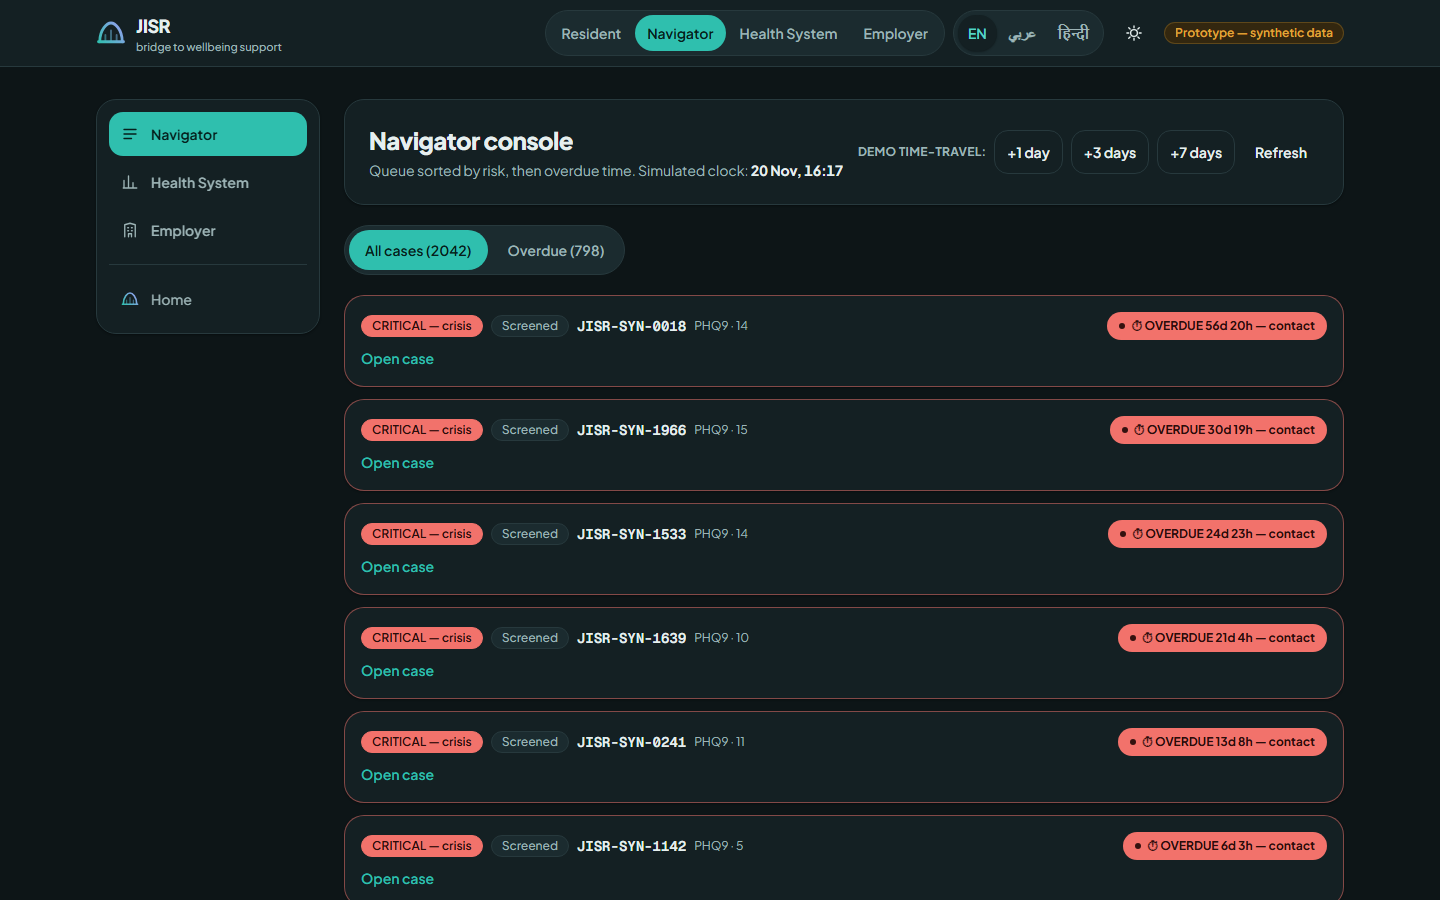 JISR
bridge to wellbeing support
Resident Navigator Health System Employer
EN عربي हिन्दी
Prototype — synthetic data
Navigator
Health System
Employer
Home
Navigator console
Queue sorted by risk, then overdue time. Simulated clock: 20 Nov, 16:17
DEMO TIME-TRAVEL: +1 day +3 days +7 days Refresh
All cases (2042) Overdue (798)
CRITICAL — crisis Screened JISR-SYN-0018 PHQ9 · 14 OVERDUE 56d 20h — contact
Open case
CRITICAL — crisis Screened JISR-SYN-1966 PHQ9 · 15 OVERDUE 30d 19h — contact
Open case
CRITICAL — crisis Screened JISR-SYN-1533 PHQ9 · 14 OVERDUE 24d 23h — contact
Open case
CRITICAL — crisis Screened JISR-SYN-1639 PHQ9 · 10 OVERDUE 21d 4h — contact
Open case
CRITICAL — crisis Screened JISR-SYN-0241 PHQ9 · 11 OVERDUE 13d 8h — contact
Open case
CRITICAL — crisis Screened JISR-SYN-1142 PHQ9 · 5 OVERDUE 6d 3h — contact
Open case